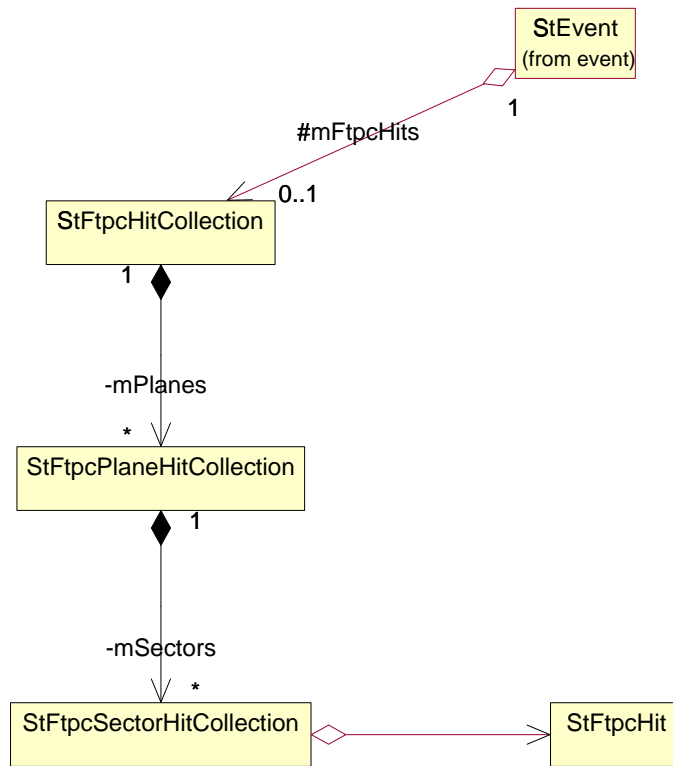 StEvent
(from event)
1
#mFtpcHits
0..1
StFtpcHitCollection
1
-mPlanes
*
StFtpcPlaneHitCollection
1
-mSectors
*
StFtpcSectorHitCollection
StFtpcHit